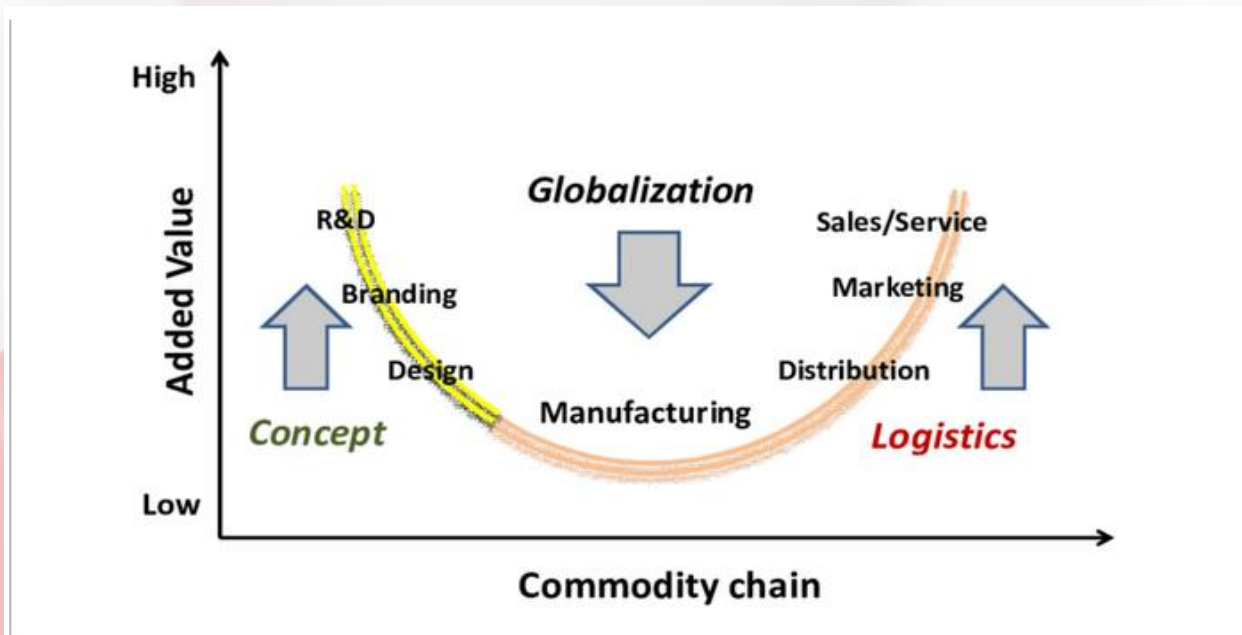 High
Globalization
R&D
Sales/Service
Branding
Marketing
Added Value
Design
Distribution
Manufacturing
Concept
Logistics
Low
Commodity chain